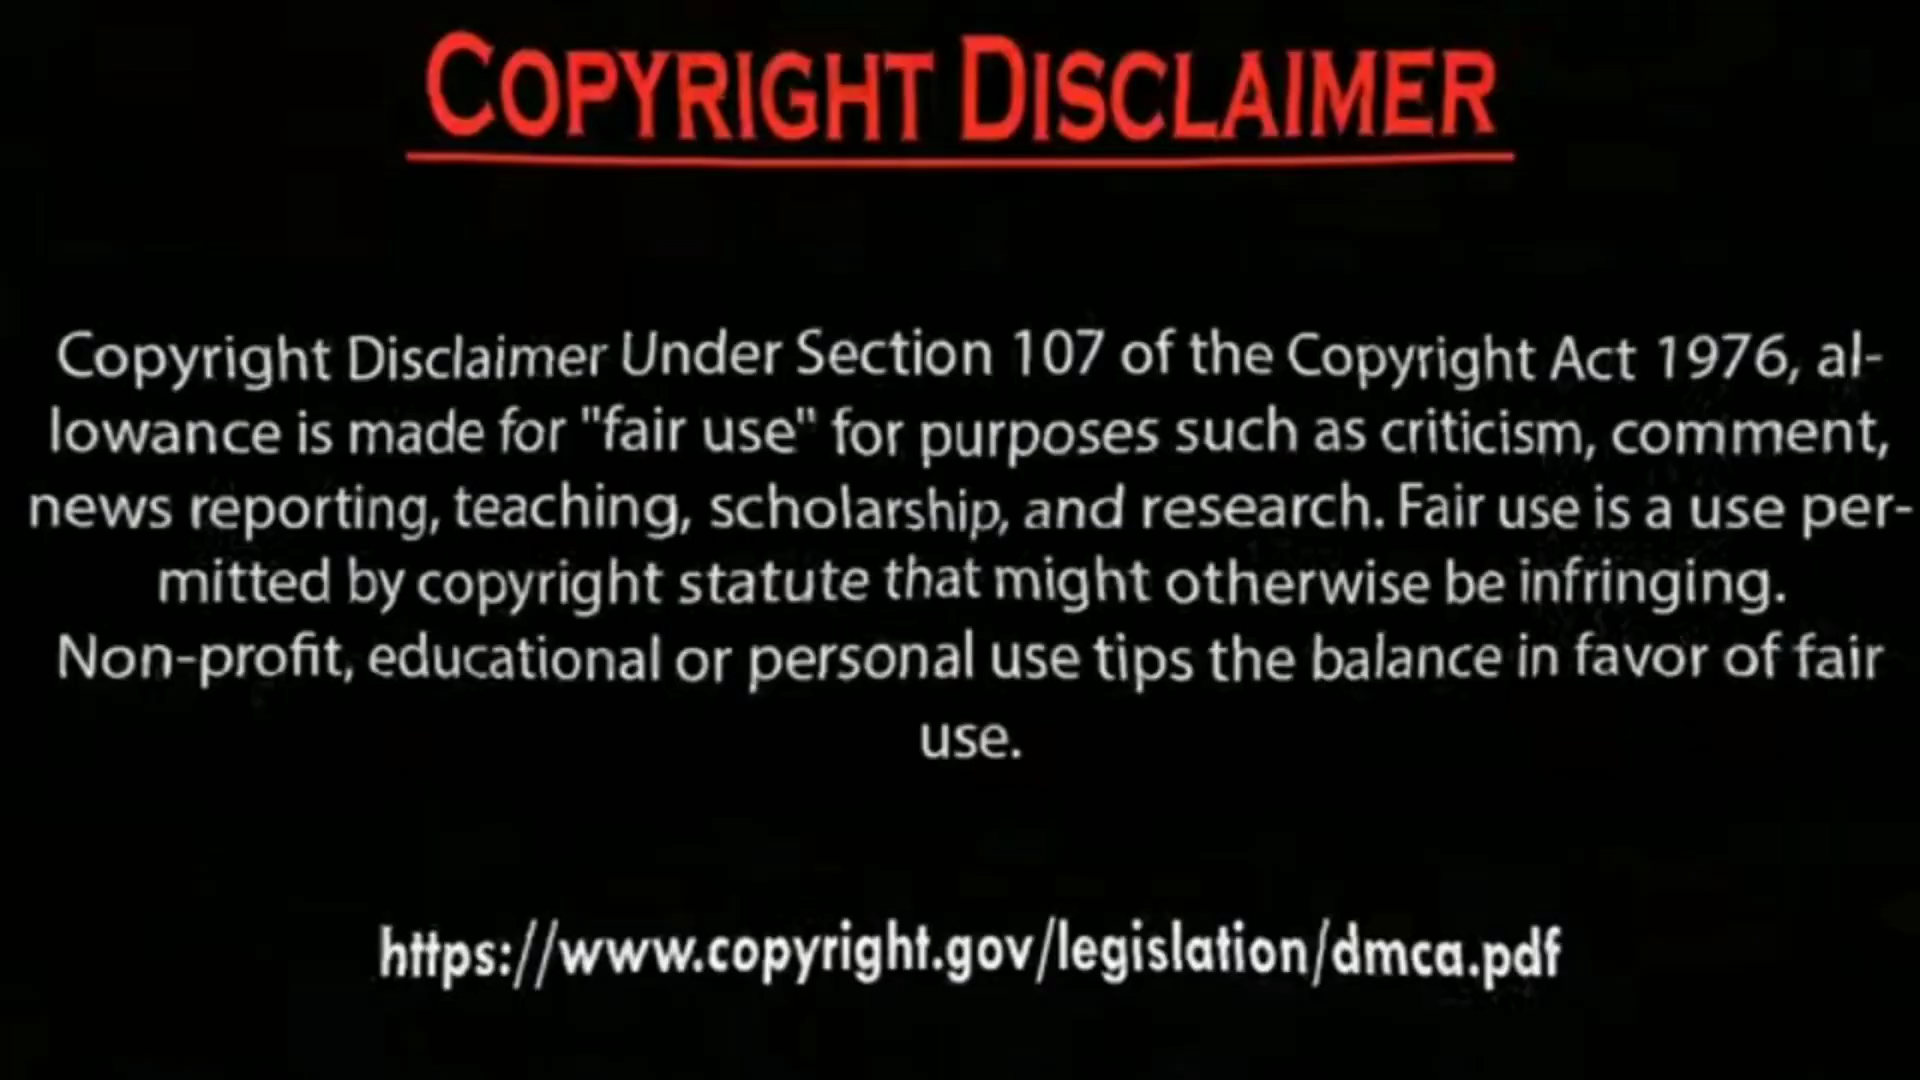 COPYRIGHT DISCLAIMER
Copyright Disclaimer Under Section 107 of the Copyright Act 1976, al-
lowance is made for "fair use" for purposes such as criticism, comment,
news reporting, teaching, scholarship, and research. Fair use is a use per-
mitted by copyright statute that might otherwise be infringing.
Non-profit, educational or personal use tips the balance in favor of fair
use.
https://www.copyright.gov/legislation/dmca.pdf